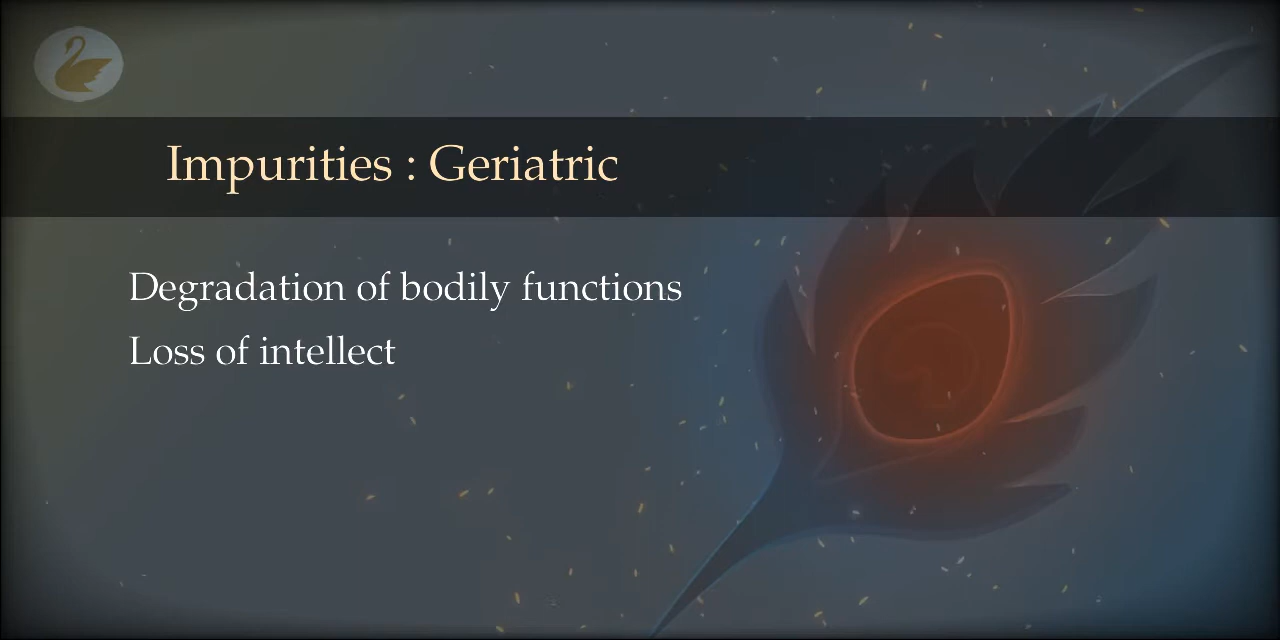 Impurities : Geriatric
Degradation of bodily functions
Loss of intellect